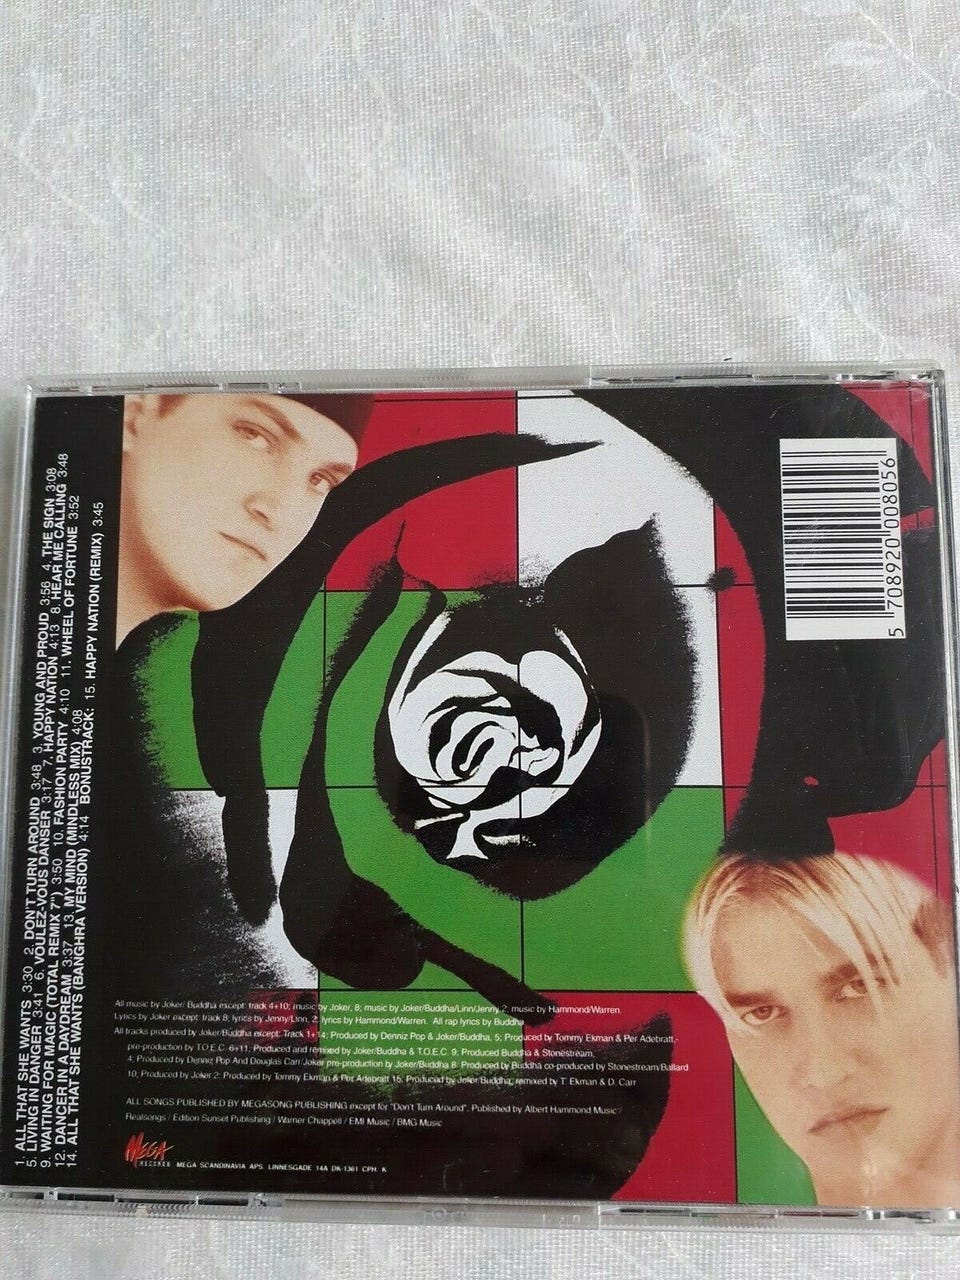 1. ALL THAT SHE WANTS 3:30 2. DON'T TURN AROUND 3:48 3. YOUNG AND PROUD 3:56 4. THE SIGN 3:08
5. LIVING IN DANGER 3:41 6. VOULEZ-VOUS DANSER 3:17 7. HAPPY NATION 4:13 8. HEAR ME CALLING 3:48
9. WAITING FOR MAGIC (TOTAL REMIX 7") 3:50 10. FASHION PARTY 4:10 11. WHEEL OF FORTUNE 3:52
12. DANCER IN A DAYDREAM 3:37 13. MY MIND (MINDLESS MIX) 4:08
14. ALL THAT SHE WANTS (BANGHRA VERSION) 4:14 BONUSTRACK: 15. HAPPY NATION (REMIX) 3:45
5 708920 008056
All music by Joker/ Buddha except: track 4+10; music by Joker, 8; music by Joker/Buddha/Linn/Jenny, 2; music by Hammond/Warren.
Lyrics by Joker except: track 8; lyrics by Jenny/Linn, 2; lyrics by Hammond/Warren. All rap lyrics by Buddha
All tracks produced by Joker/Buddha except: Track 1+14; Produced by Denniz Pop & Joker/Buddha, 5; Produced by Tommy Ekman & Per Adebratt,-
pre-production by T.O.E.C. 6+11; Produced and remixed by Joker/Buddha & T.O.E.C. 9; Produced Buddha & Stonestream,
4; Produced by Denniz Pop And Douglas Carr/Joker pre-production by Joker/Buddha 8: Produced by Buddha co-produced by Stonestream/Ballard
10; Produced by Joker 2: Produced by Tommy Ekman & Per Adebratt 15; Produced by Joker/Buddha, remixed by T. Ekman & D. Carr
ALL SONGS PUBLISHED BY MEGASONG PUBLISHING except for "Don't Turn Around", Published by Albert Hammond Music/
Realsongs / Edition Sunset Publishing / Warner Chappell / EMI Music / BMG Music
MEGA
RECORDS MEGA SCANDINAVIA APS. LINNESGADE 14A DK-1361 CPH. K